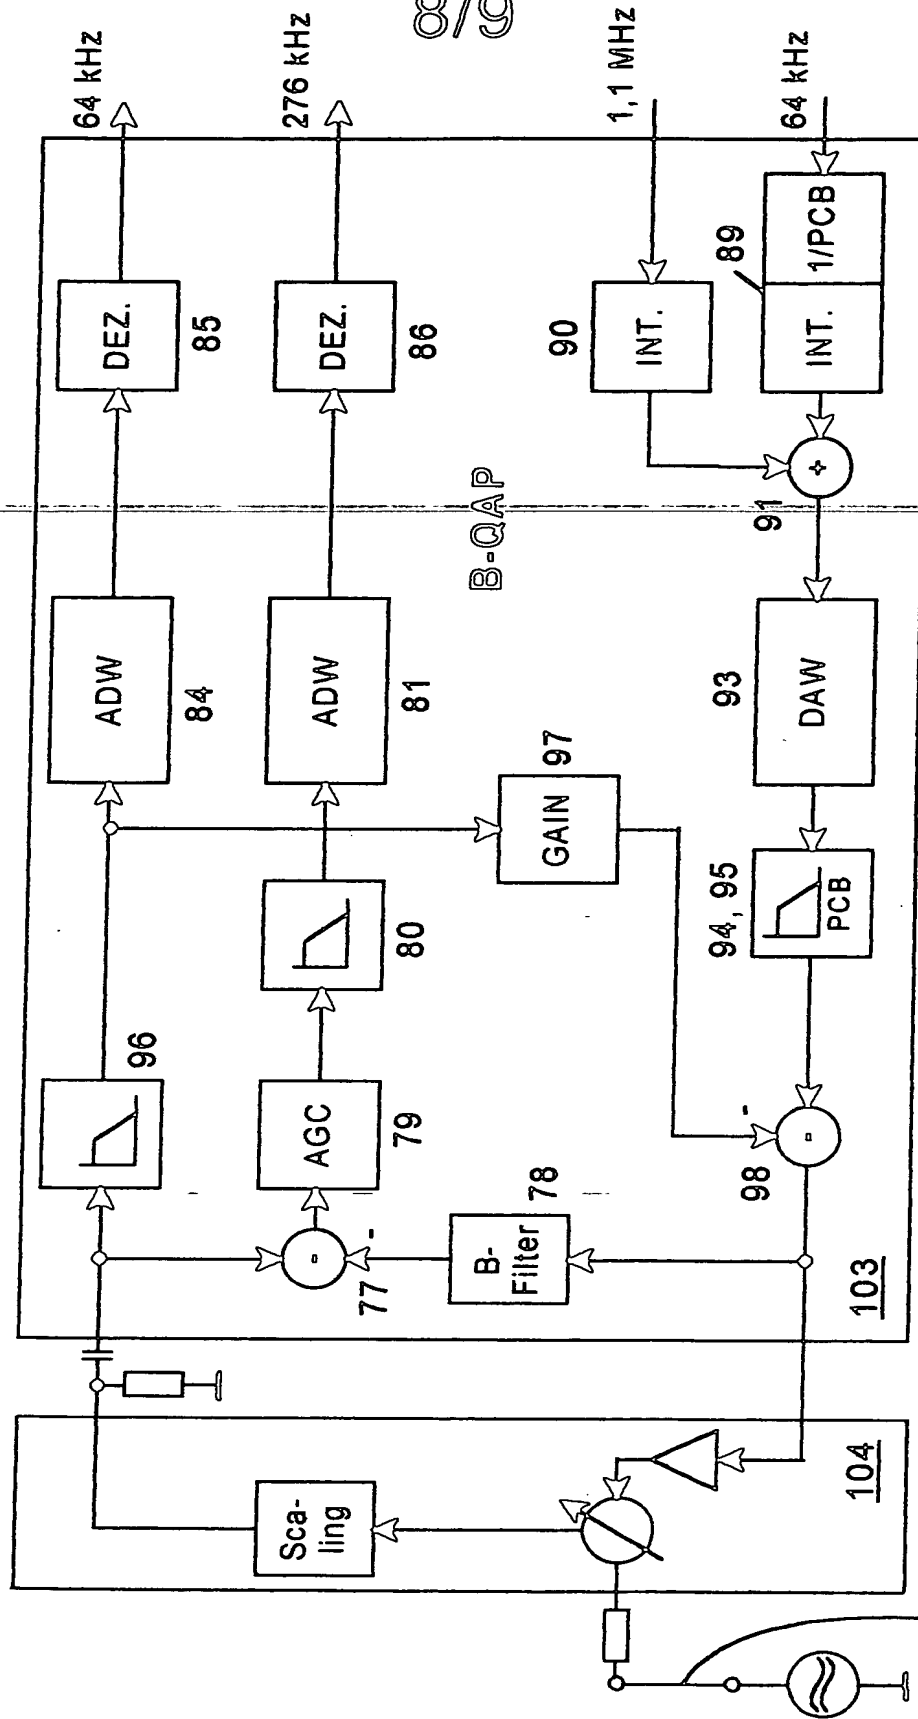 8/9
64 kHz
276 kHz
1,1 MHz
64 kHz
DEZ.
85
DEZ.
86
90
INT.
89
INT.
1/PCB
+
91
B-QAP
ADW
84
ADW
81
93
DAW
GAIN
97
94, 95
PCB
80
96
AGC
79
-
77
-
B-
Filter
78
-
-
98
103
Sca-
ling
104